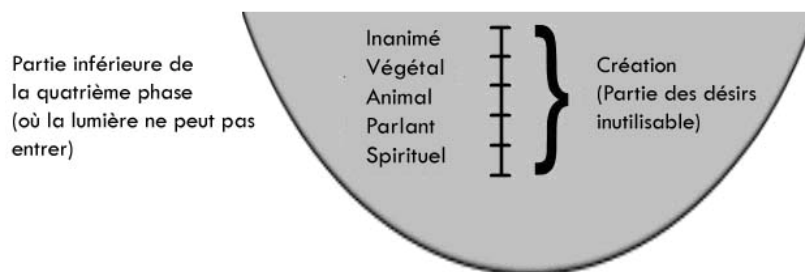 Partie inférieure de
la quatrième phase
(où la lumière ne peut pas
entrer)
Inanimé
Végétal
Animal
Parlant
Spirituel
Création
(Partie des désirs
inutilisable)